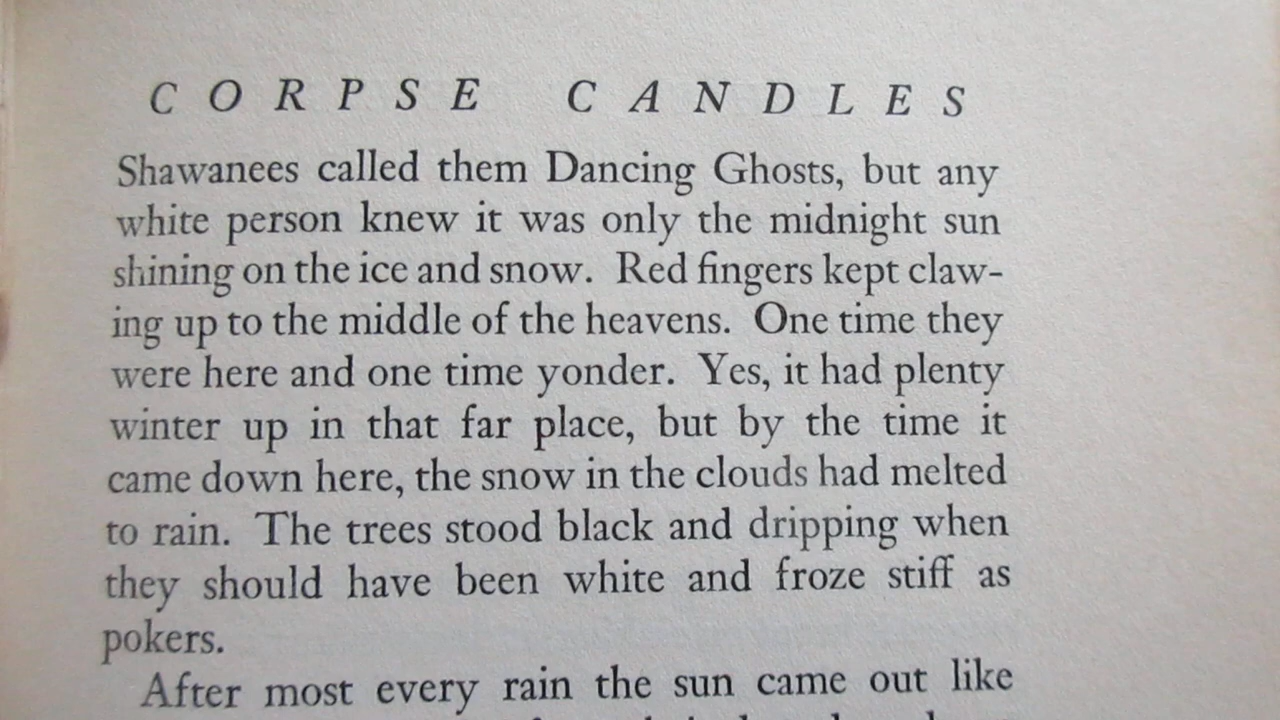 CORPSE CANDLES
Shawanees called them Dancing Ghosts, but any
white person knew it was only the midnight sun
shining on the ice and snow. Red fingers kept claw-
ing up to the middle of the heavens. One time they
were here and one time yonder. Yes, it had plenty
winter up in that far place, but by the time it
came down here, the snow in the clouds had melted
to rain. The trees stood black and dripping when
they should have been white and froze stiff as
pokers.
After most every rain the sun came out like